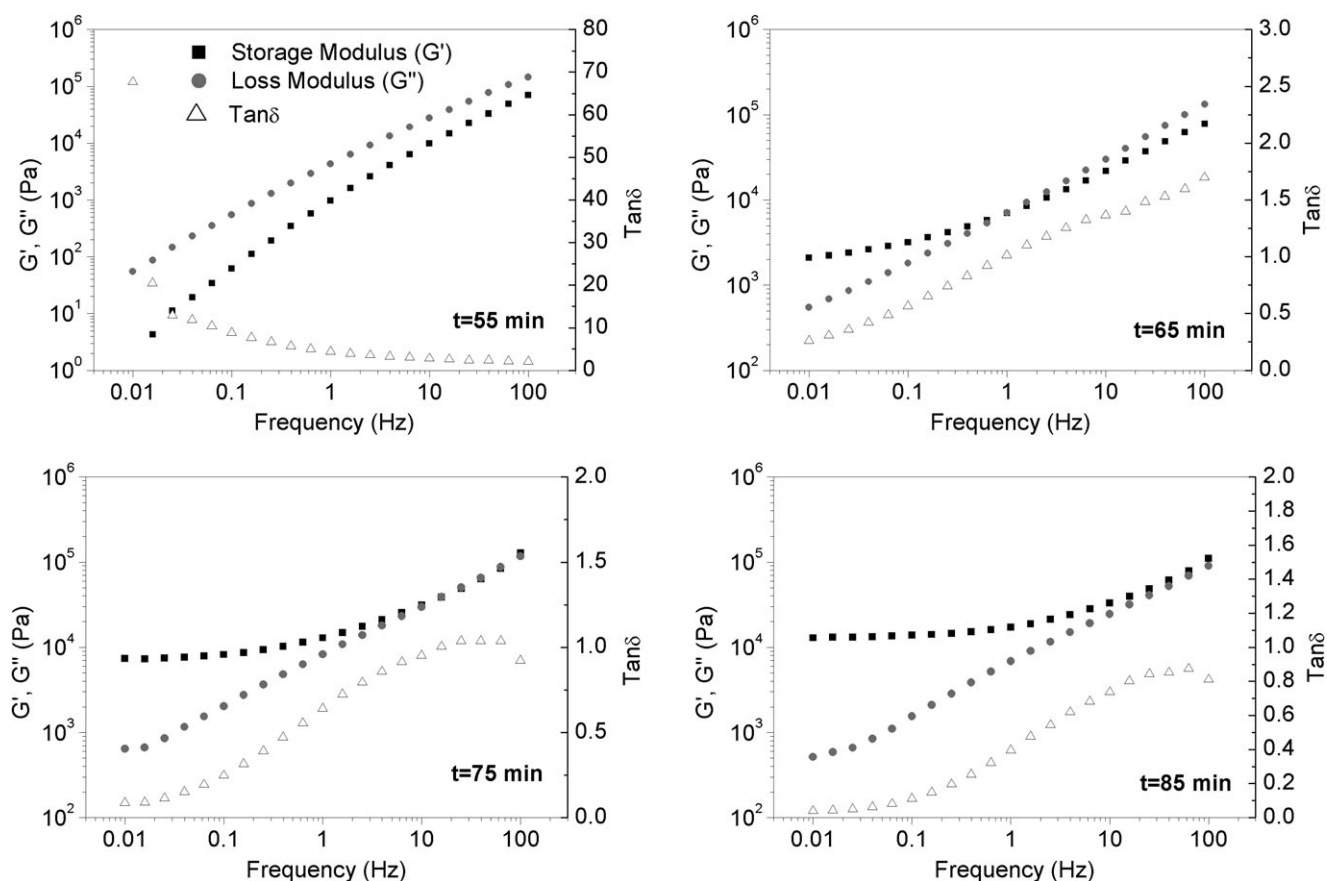 10⁶
10⁵
10⁴
10³
10²
10¹
10⁰
G', G'' (Pa)
Storage Modulus (G')
Loss Modulus (G'')
Tanδ
t=55 min
80
70
60
50
40
30
20
10
0
Tanδ
0.01 0.1 1 10 100
Frequency (Hz)
10⁶
10⁵
10⁴
10³
10²
G', G'' (Pa)
t=65 min
3.0
2.5
2.0
1.5
1.0
0.5
0.0
Tanδ
0.01 0.1 1 10 100
Frequency (Hz)
10⁶
10⁵
10⁴
10³
10²
G', G'' (Pa)
t=75 min
2.0
1.5
1.0
0.5
0.0
Tanδ
0.01 0.1 1 10 100
Frequency (Hz)
10⁶
10⁵
10⁴
10³
10²
G', G'' (Pa)
t=85 min
2.0
1.8
1.6
1.4
1.2
1.0
0.8
0.6
0.4
0.2
0.0
Tanδ
0.01 0.1 1 10 100
Frequency (Hz)